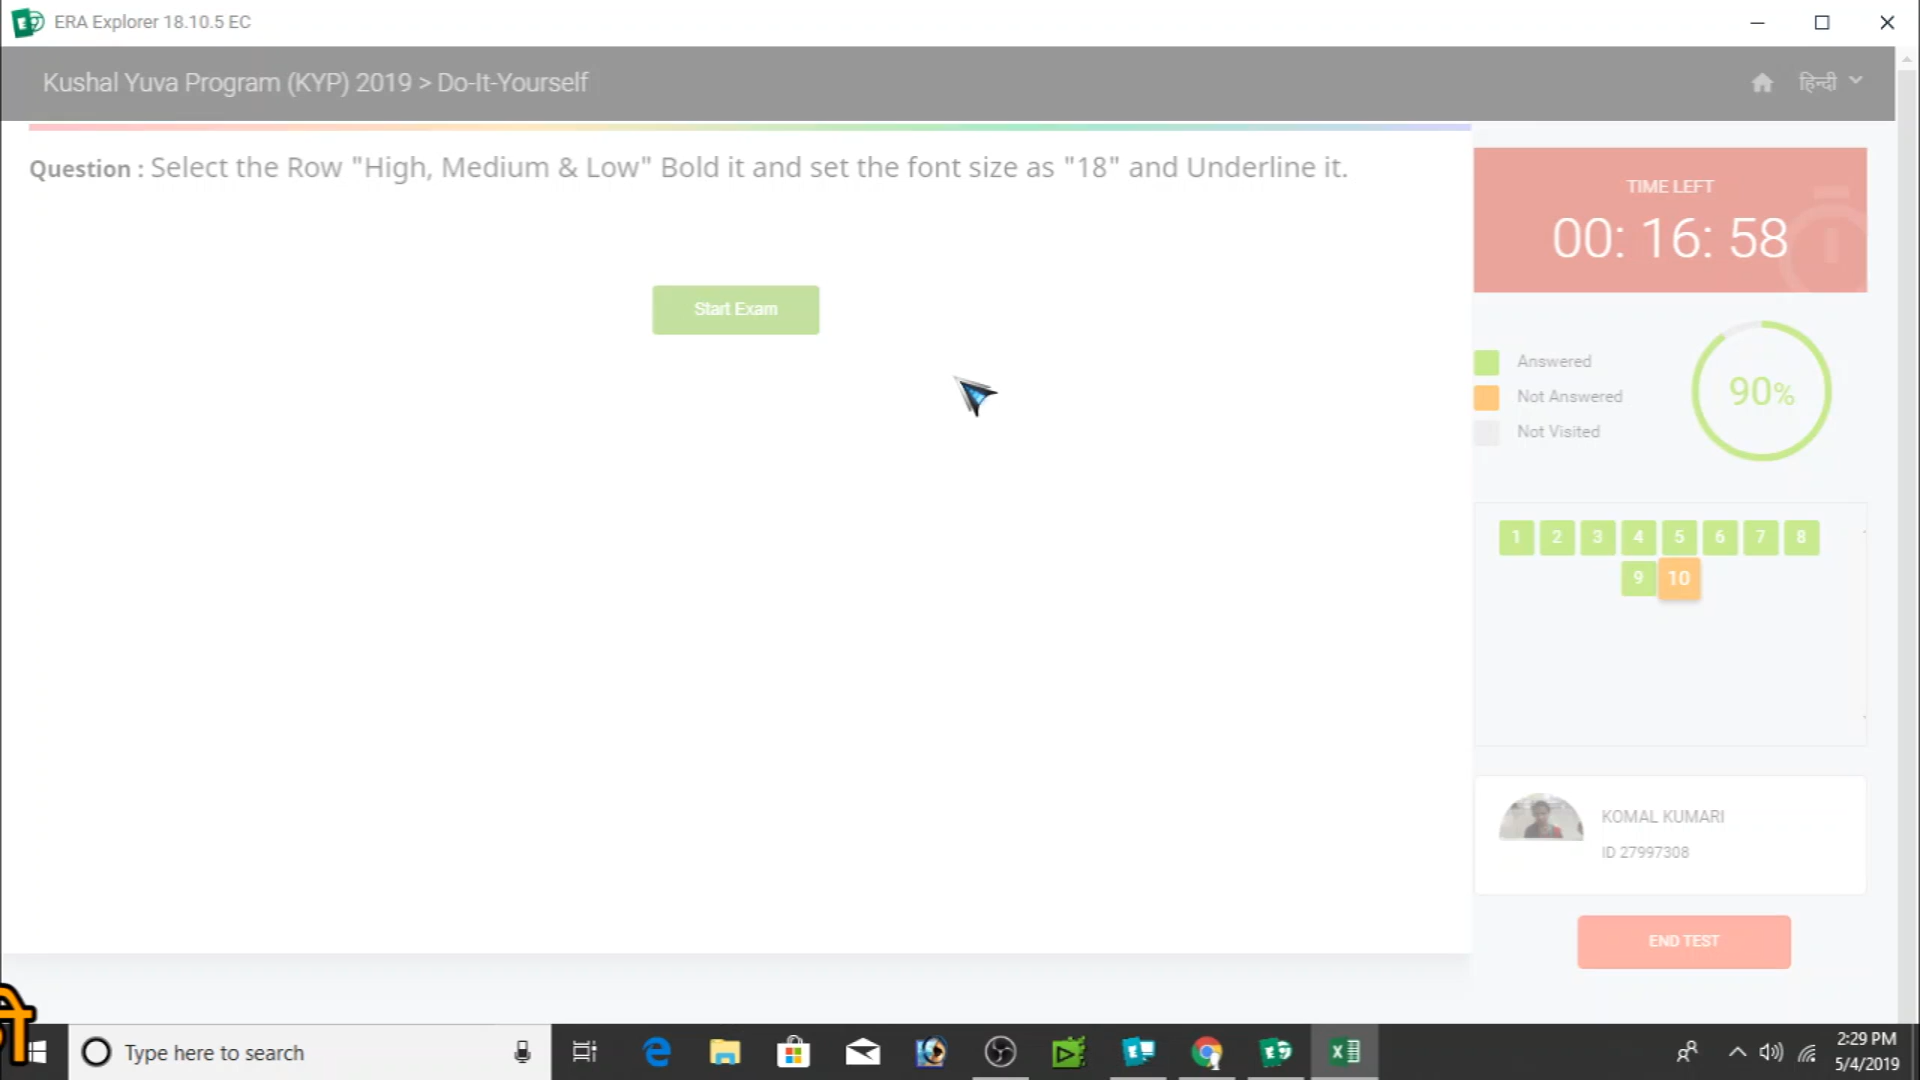 ERA Explorer 18.10.5 EC
Kushal Yuva Program (KYP) 2019 > Do-It-Yourself
हिन्दी
Question : Select the Row "High, Medium & Low" Bold it and set the font size as "18" and Underline it.
Start Exam
TIME LEFT
00: 16: 58
Answered
Not Answered
Not Visited
90%
1 2 3 4 5 6 7 8
9 10
KOMAL KUMARI
ID 27997308
END TEST
Type here to search
2:29 PM
5/4/2019